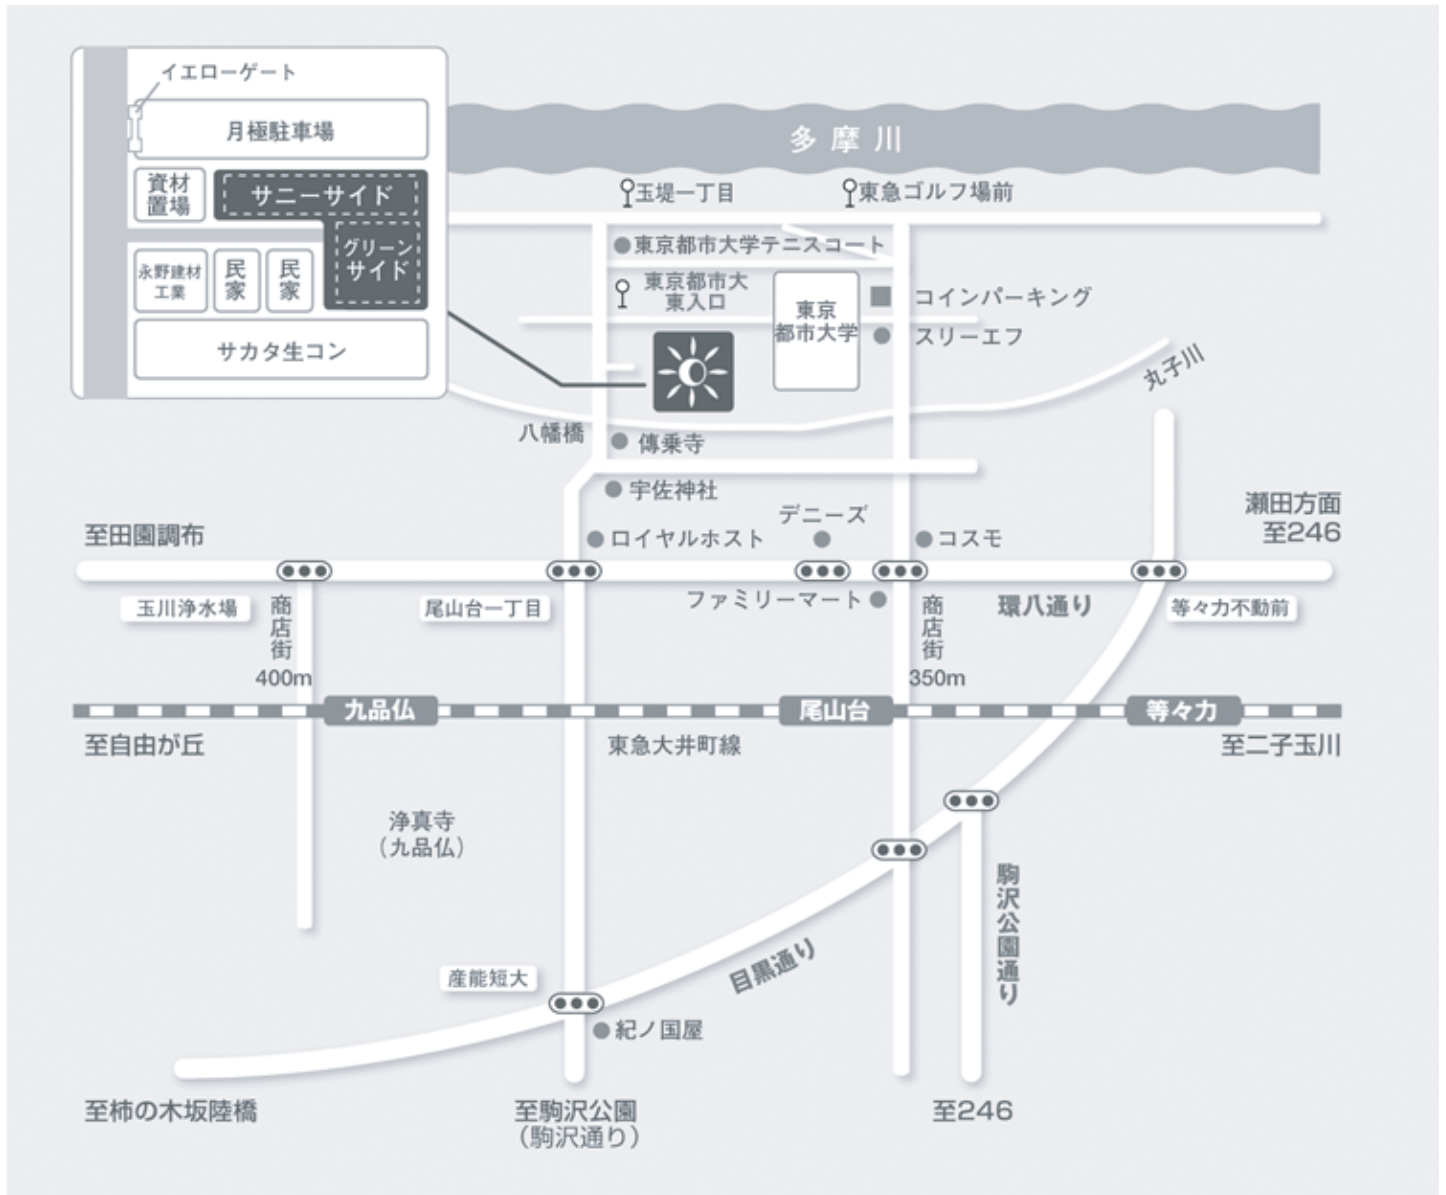 イエローゲート
月極駐車場
資材
置場
サニーサイド
グリーン
サイド
永野建材
工業
民
家
民
家
サカタ生コン
多摩川
玉堤一丁目
東急ゴルフ場前
東京都市大学テニスコート
東京都市大
東入口
東京
都市大学
コインパーキング
スリーエフ
丸子川
八幡橋
傳乗寺
宇佐神社
デニーズ
瀬田方面
至246
至田園調布
ロイヤルホスト
コスモ
玉川浄水場
商店街
400m
尾山台一丁目
ファミリーマート
商店街
350m
環八通り
等々力不動前
九品仏
尾山台
等々力
至自由が丘
東急大井町線
至二子玉川
浄真寺
（九品仏）
駒沢公園通り
目黒通り
産能短大
紀ノ国屋
至柿の木坂陸橋
至駒沢公園
（駒沢通り）
至246